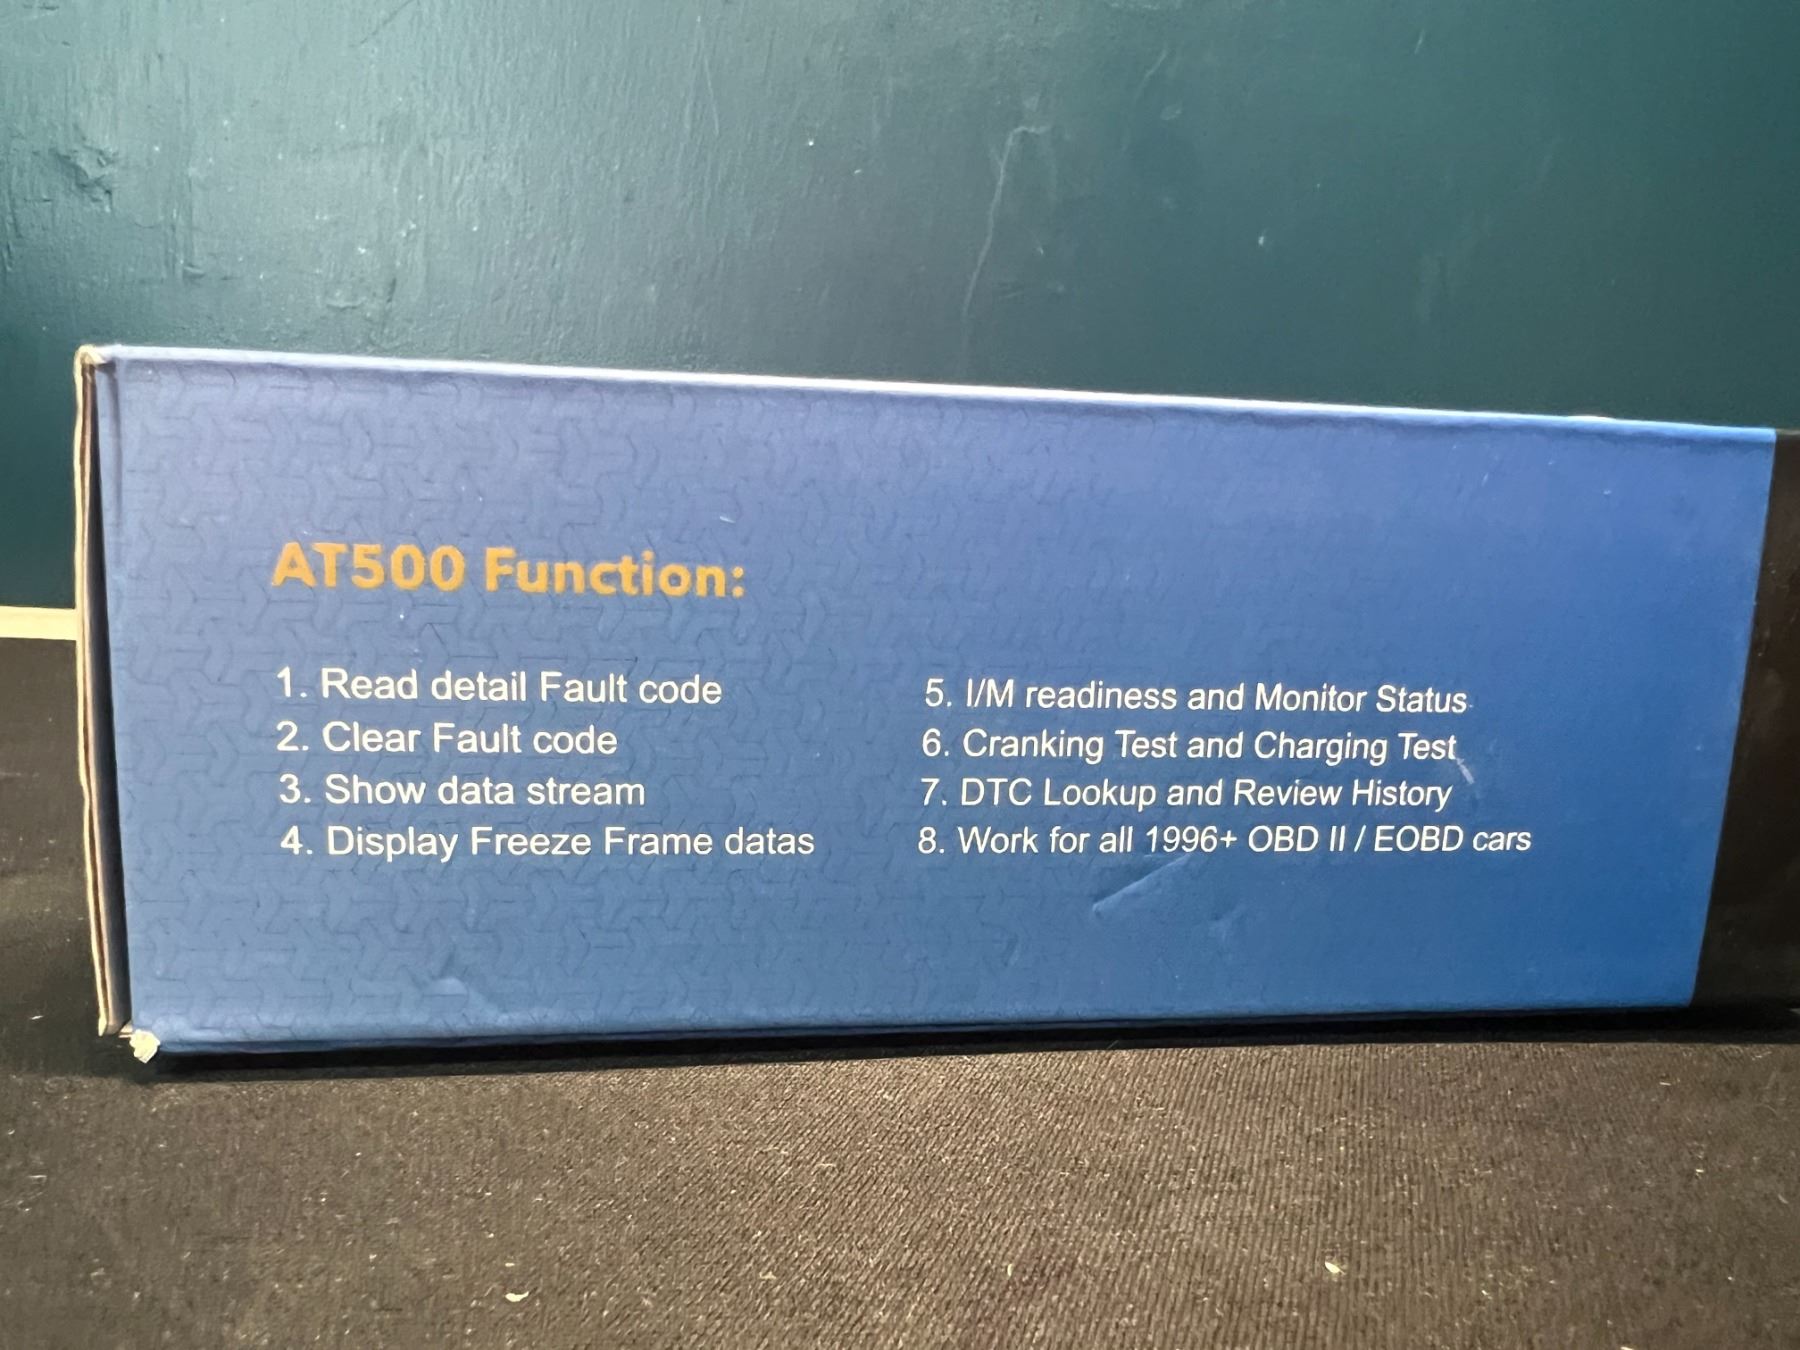 AT500 Function:
1. Read detail Fault code
2. Clear Fault code
3. Show data stream
4. Display Freeze Frame datas
5. I/M readiness and Monitor Status
6. Cranking Test and Charging Test
7. DTC Lookup and Review History
8. Work for all 1996+ OBD II / EOBD cars